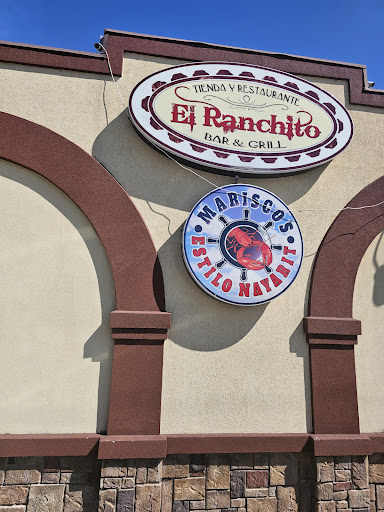 TIENDA Y RESTAURANTE
El Ranchito
BAR & GRILL
MARISCOS
ESTILO NAYARIT